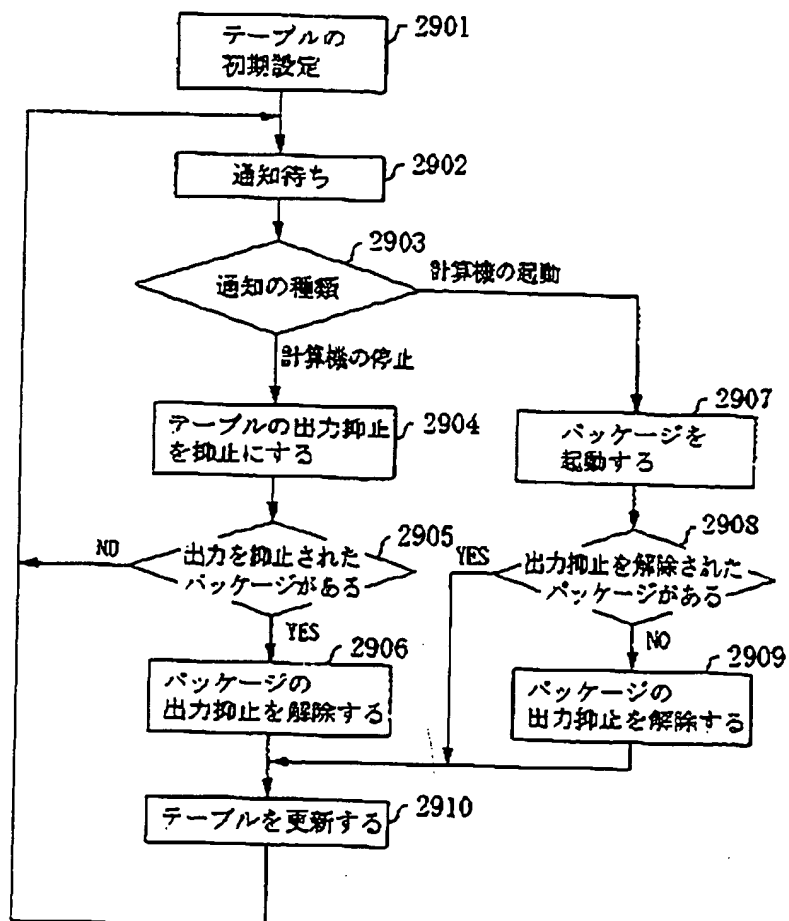 テーブルの
初期設定
2901
通知待ち
2902
2903
通知の種類
計算機の起動
計算機の停止
テーブルの出力抑止
を抑止にする
2904
2907
パッケージを
起動する
2905
NO
出力を抑止された
パッケージがある
YES
2908
YES
出力抑止を解除された
パッケージがある
NO
2906
パッケージの
出力抑止を解除する
2909
パッケージの
出力抑止を解除する
テーブルを更新する
2910